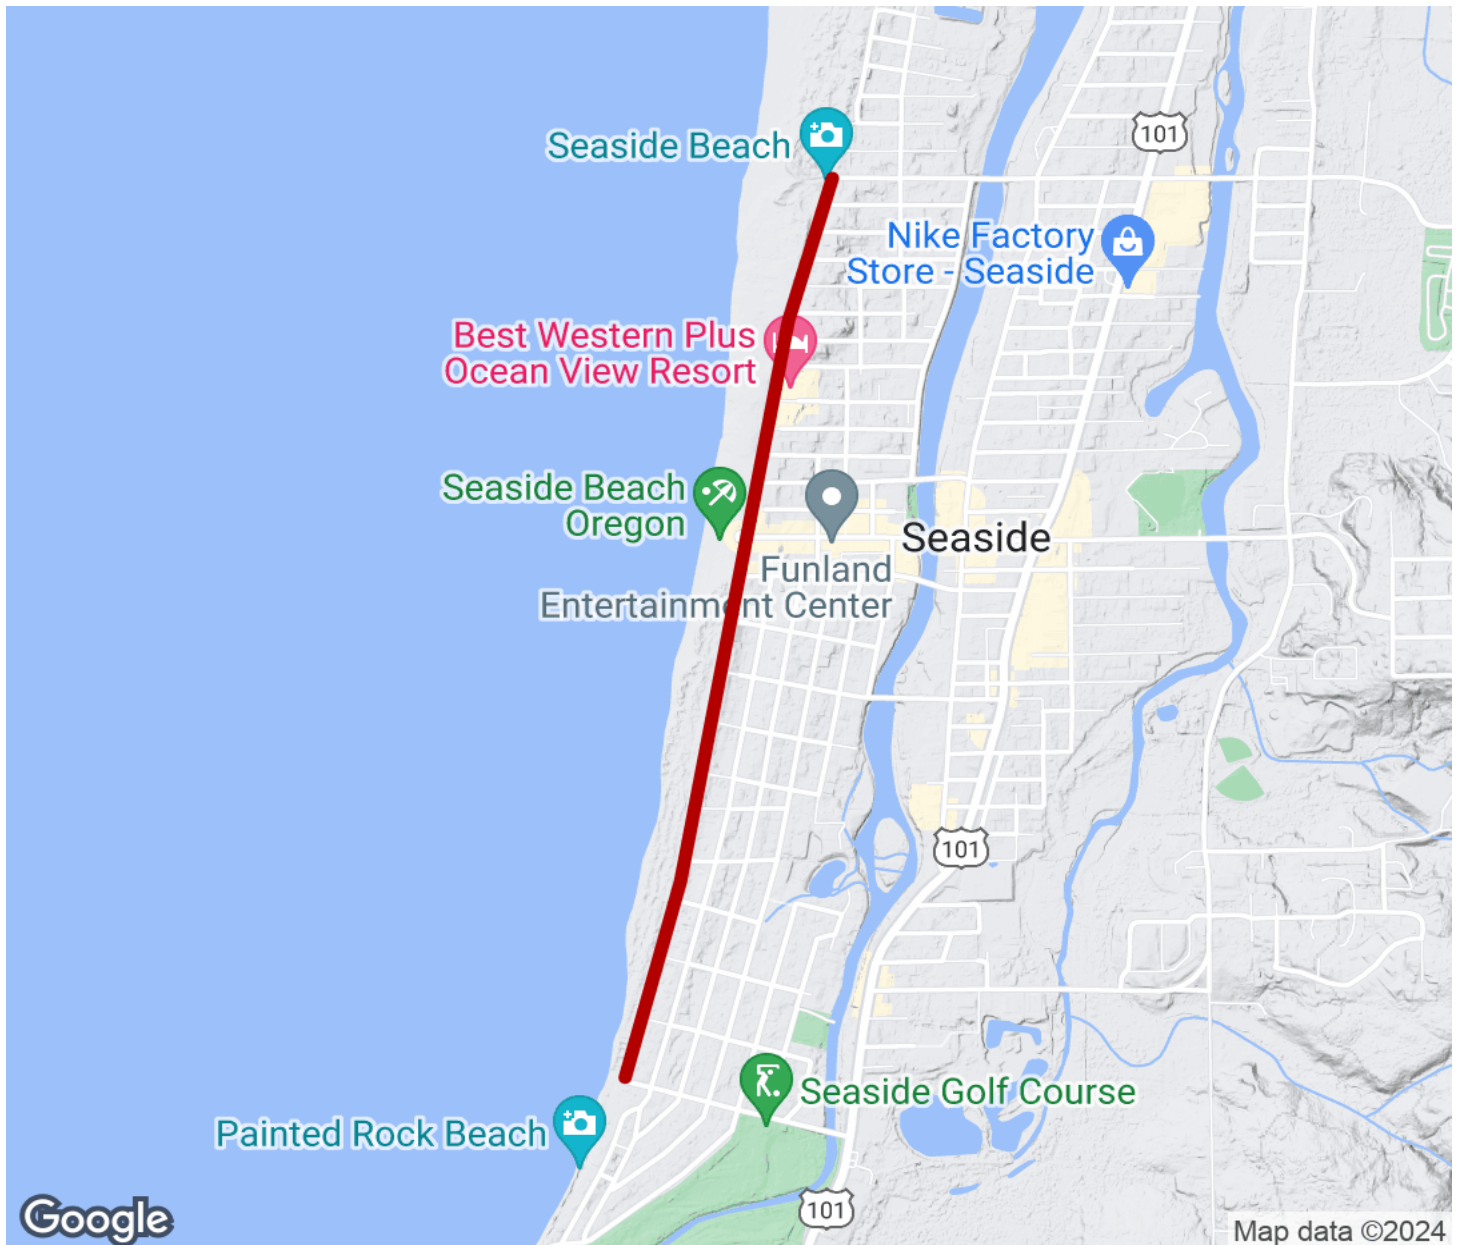 101
Seaside Beach
Nike Factory
Store - Seaside
Best Western Plus
Ocean View Resort
Seaside Beach
Oregon
Seaside
Funland
Entertainment Center
101
Seaside Golf Course
Painted Rock Beach
101
Google
Map data ©2024